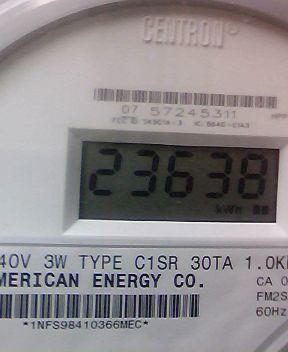 CENTRON®
07 57245311
23638
kWh
40V 3W TYPE C1SR 30TA 1.0K
MERICAN ENERGY CO.
CA 0
FM2S
60Hz
*1NFS98410366MEC*